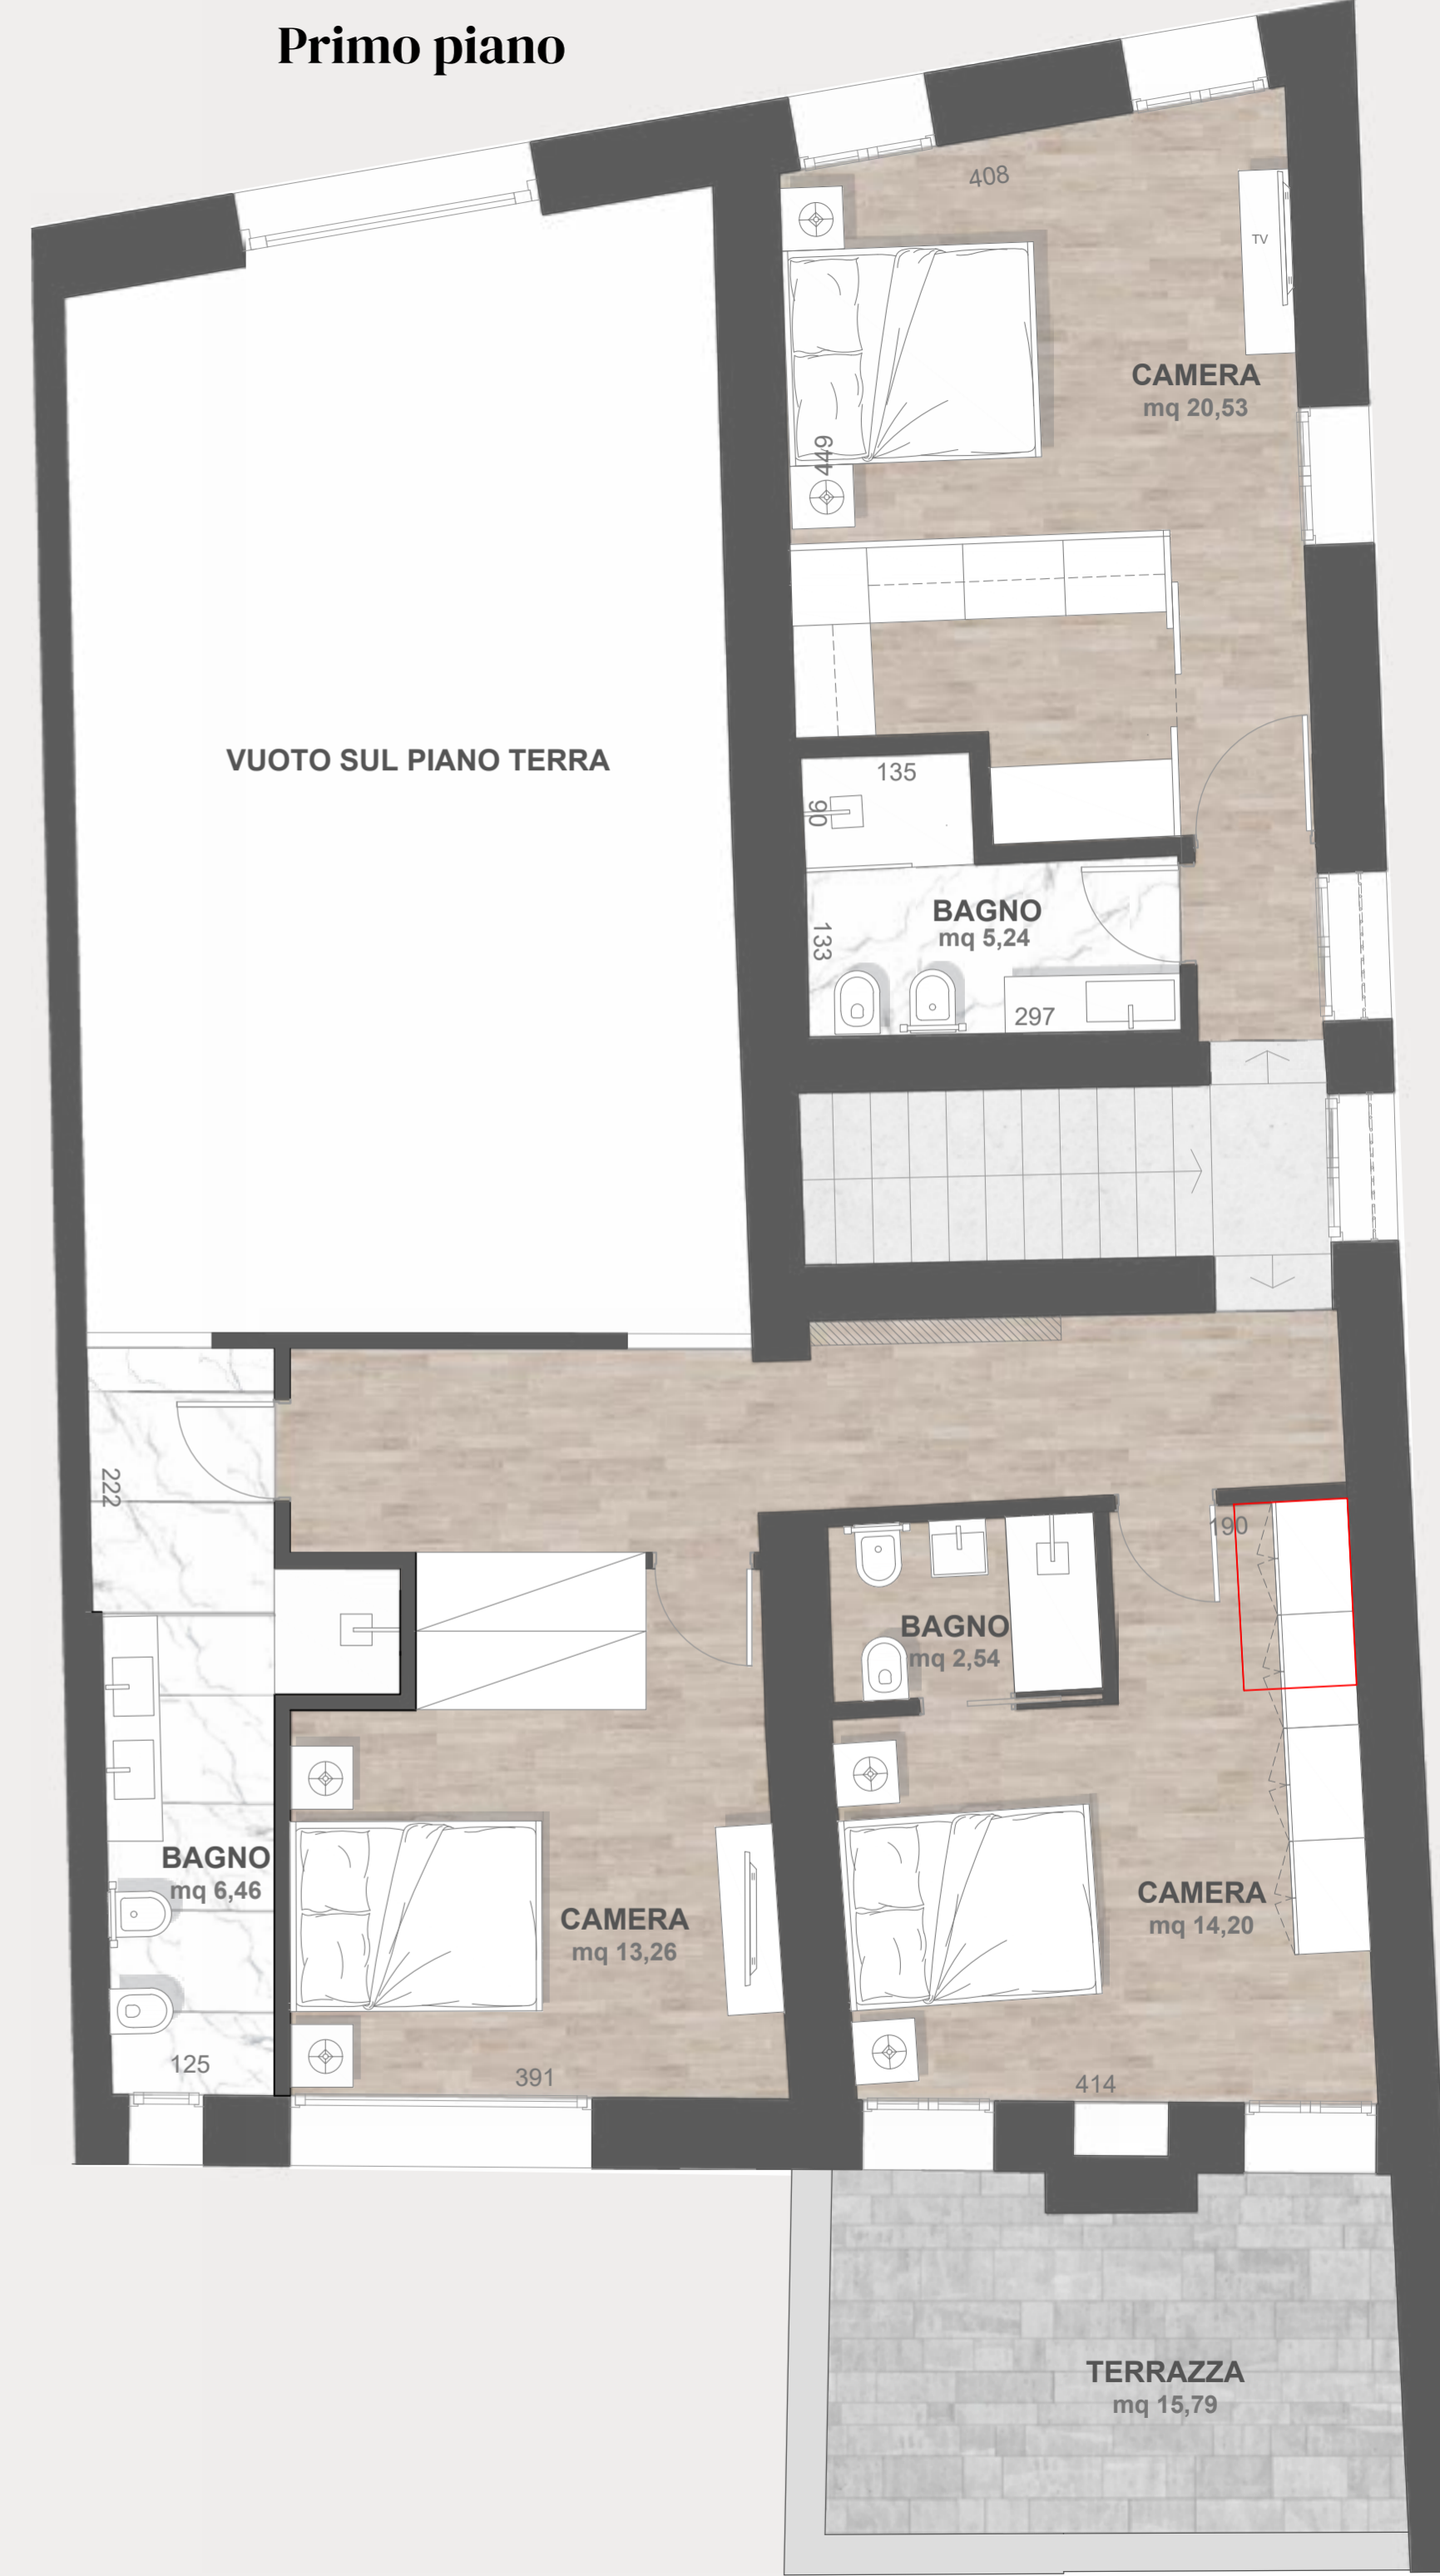 Primo piano
408
TV
CAMERA
mq 20,53
449
VUOTO SUL PIANO TERRA
135
90
BAGNO
mq 5,24
133
297
222
190
BAGNO
mq 2,54
BAGNO
mq 6,46
CAMERA
mq 14,20
CAMERA
mq 13,26
125
391
414
TERRAZZA
mq 15,79